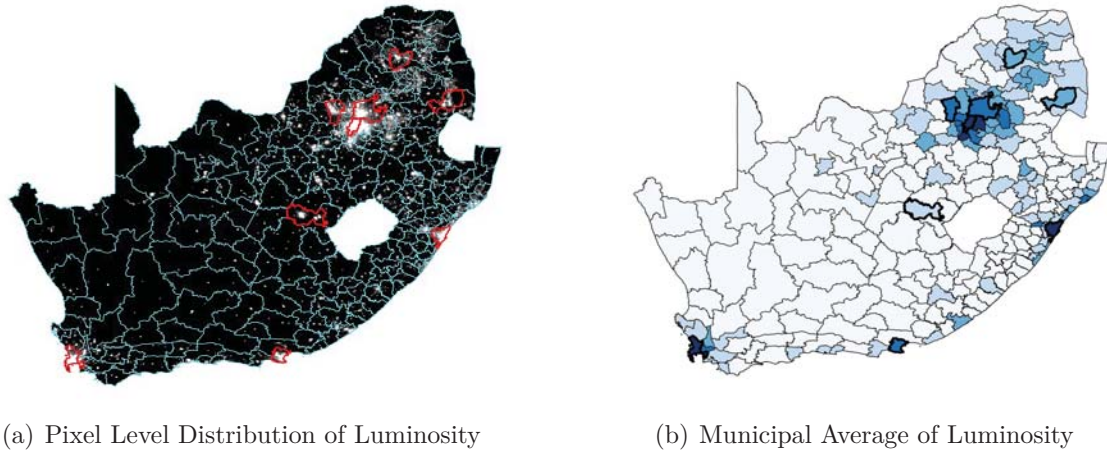 (a) Pixel Level Distribution of Luminosity
(b) Municipal Average of Luminosity